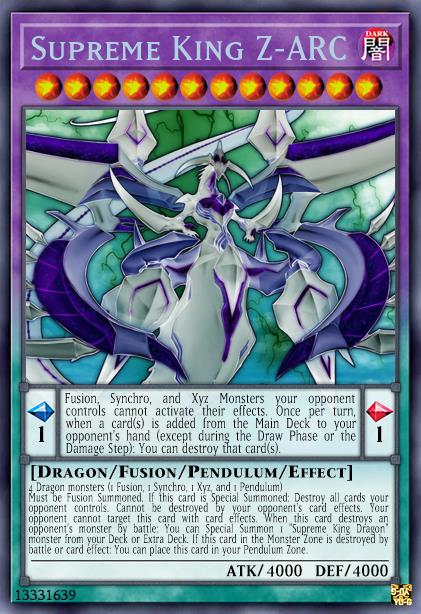 Supreme King Z-ARC
DARK
闇
Fusion, Synchro, and Xyz Monsters your opponent
controls cannot activate their effects. Once per turn,
when a card(s) is added from the Main Deck to your
opponent's hand (except during the Draw Phase or the
Damage Step): You can destroy that card(s).
1
1
[Dragon/Fusion/Pendulum/Effect]
4 Dragon monsters (1 Fusion, 1 Synchro, 1 Xyz, and 1 Pendulum)
Must be Fusion Summoned. If this card is Special Summoned: Destroy all cards your
opponent controls. Cannot be destroyed by your opponent's card effects. Your
opponent cannot target this card with card effects. When this card destroys an
opponent's monster by battle: You can Special Summon 1 "Supreme King Dragon"
monster from your Deck or Extra Deck. If this card in the Monster Zone is destroyed by
battle or card effect: You can place this card in your Pendulum Zone.
ATK/4000 DEF/4000
13331639